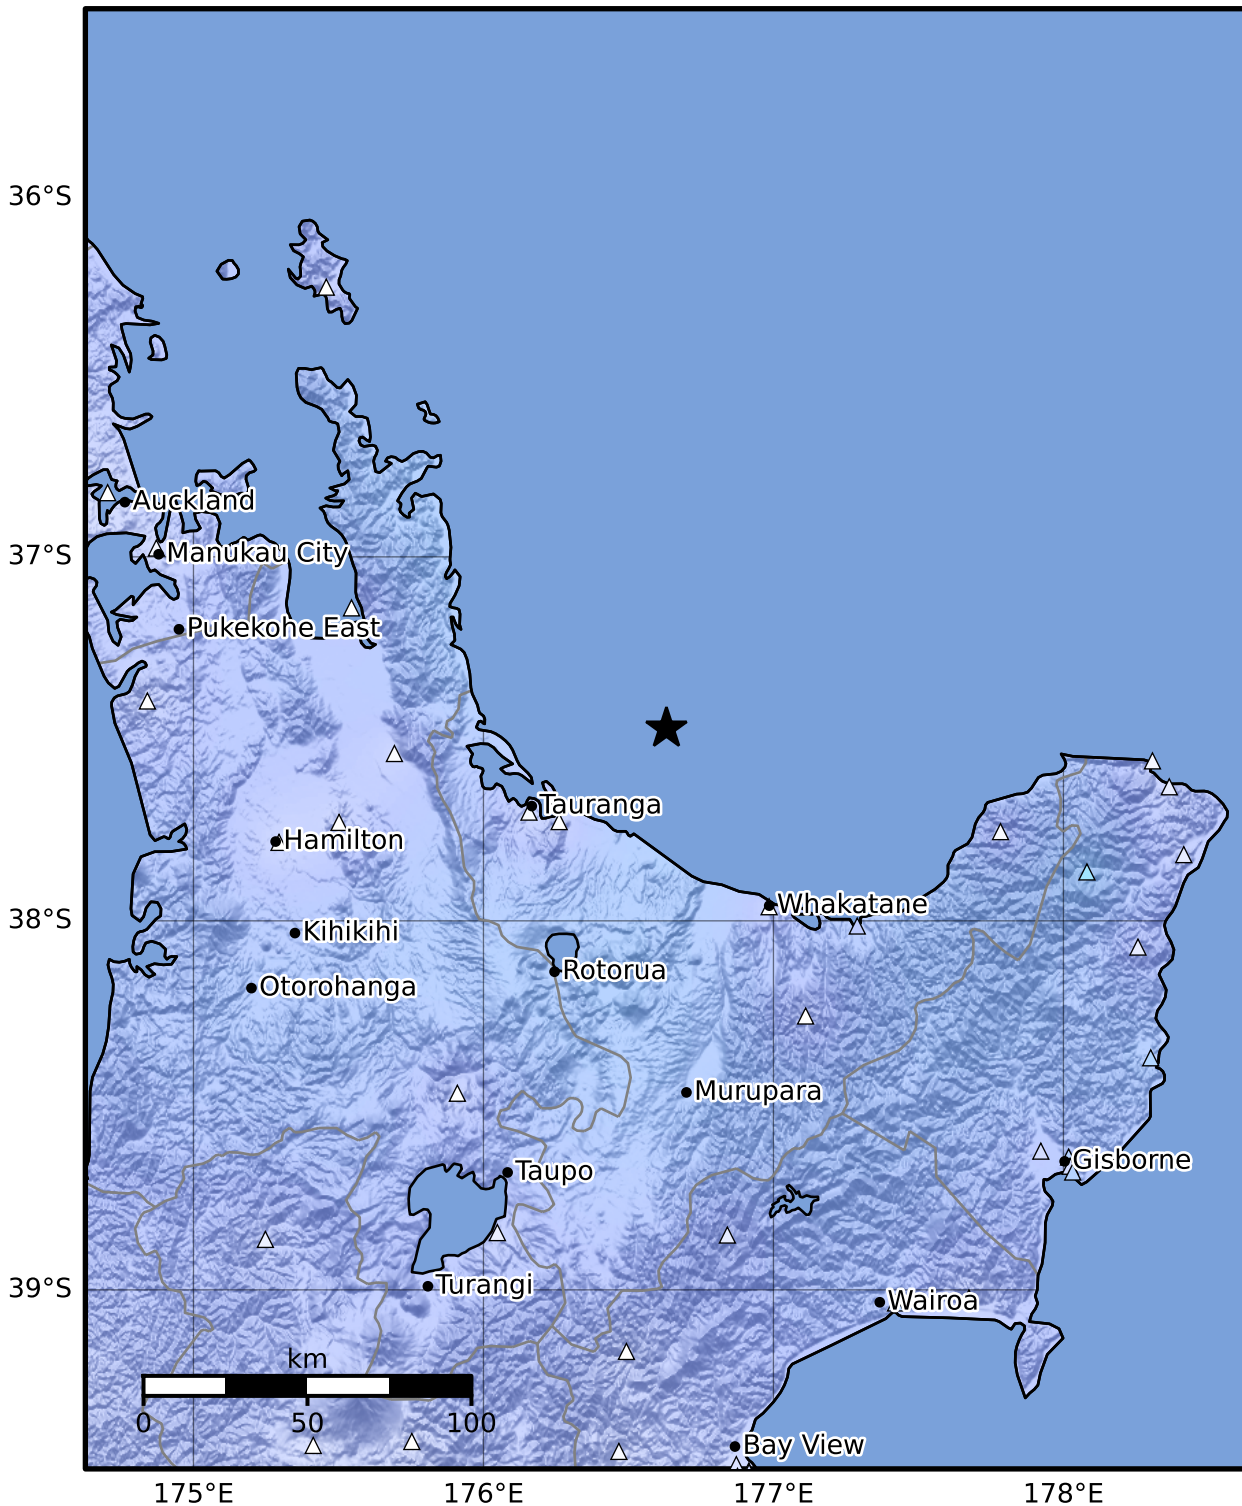 36°S
Auckland
37°S
Manukau City
Pukekohe East
Tauranga
Hamilton
Whakatane
38°S
Kihikihi
Rotorua
Otorohanga
Murupara
Gisborne
Taupo
39°S
Turangi
Wairoa
km
0 50 100
Bay View
175°E 176°E 177°E 178°E